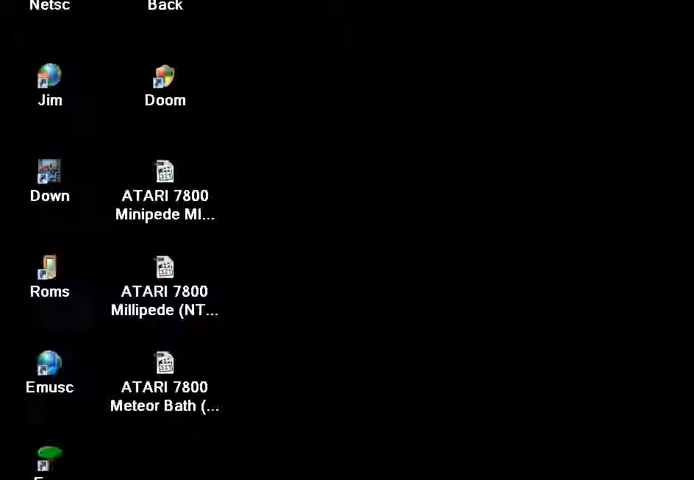 Netsc
Back
Jim
Doom
Down
ATARI 7800
Minipede MI...
Roms
ATARI 7800
Millipede (NT...
Emusc
ATARI 7800
Meteor Bath (...